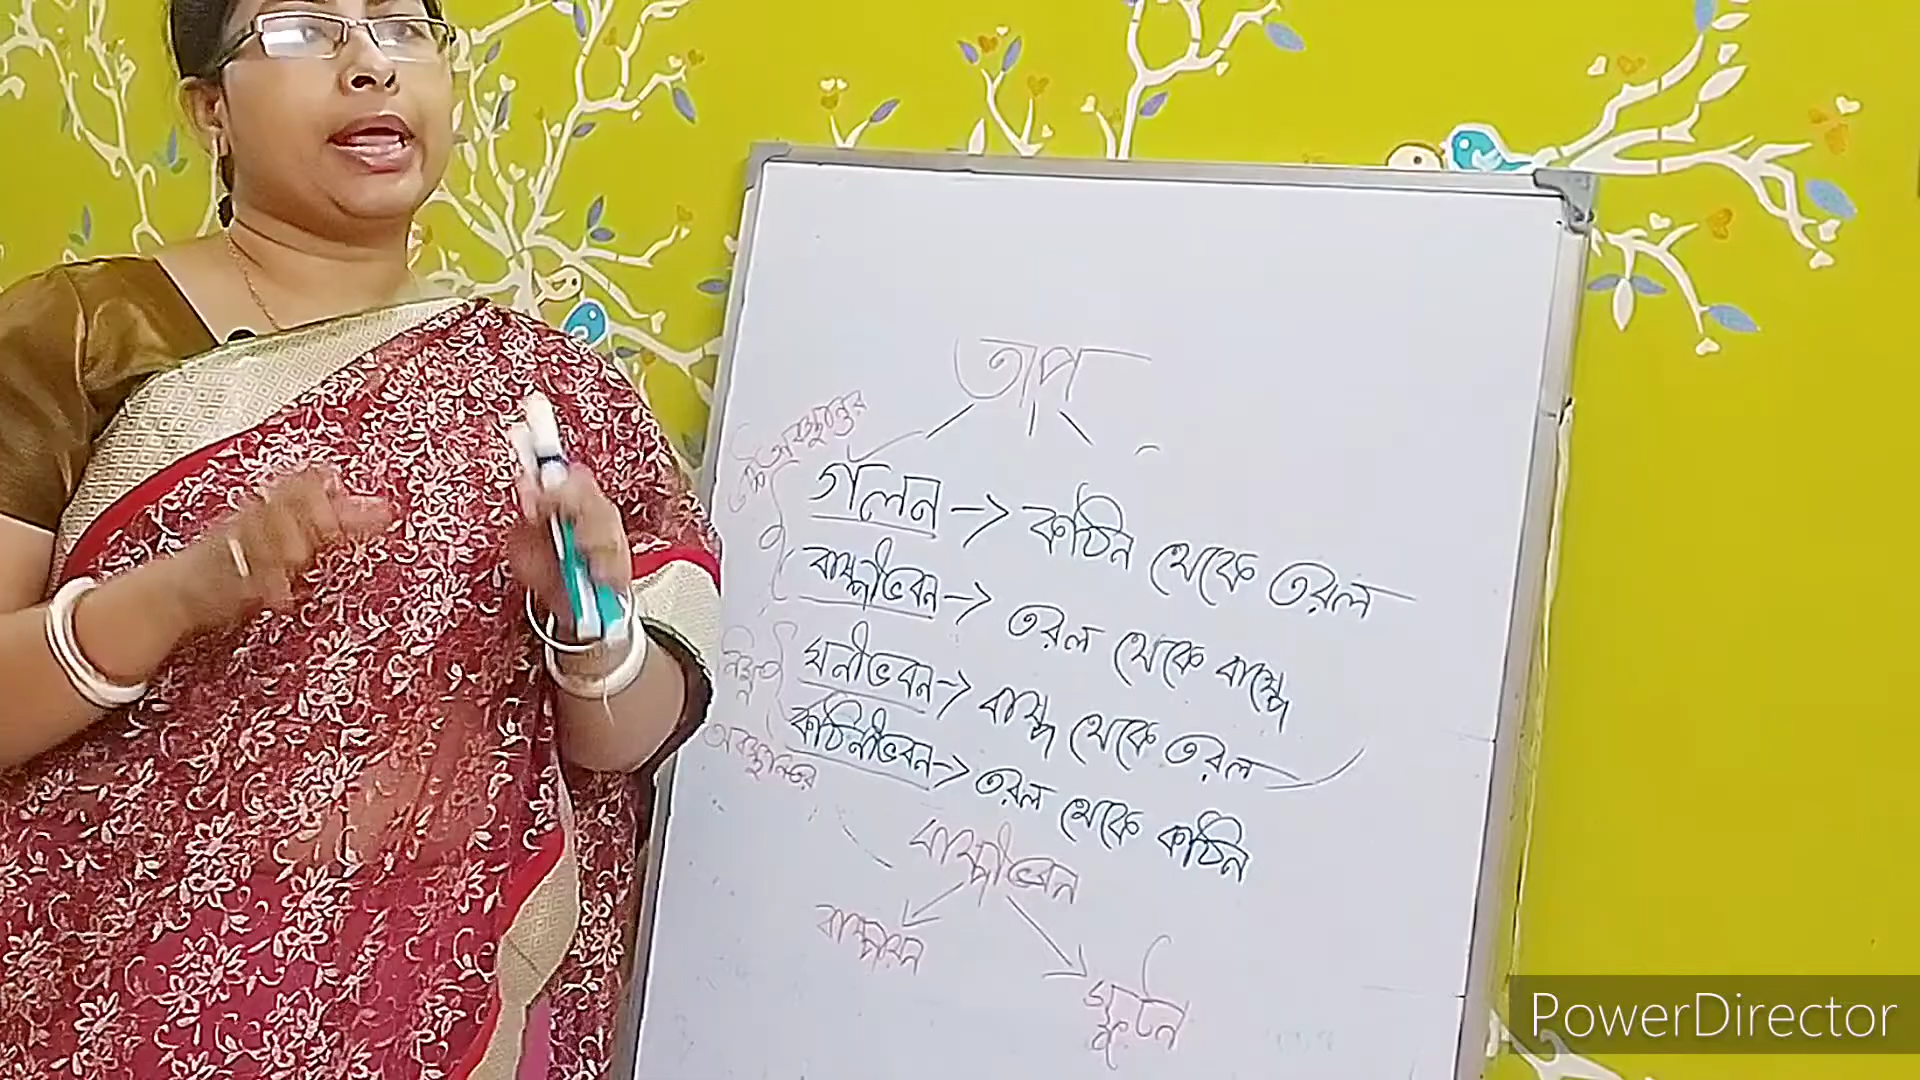 তাপ
উচ্চ অবস্থান্তর
গলন → কঠিন থেকে তরল
বাষ্পীভবন → তরল থেকে বাষ্পে
ঘনীভবন → বাষ্প থেকে তরল
কঠিনীভবন → তরল থেকে কঠিন
নিম্ন
অবস্থান্তর
বাষ্পীভবন
বাষ্পায়ন
স্ফুটন
PowerDirector